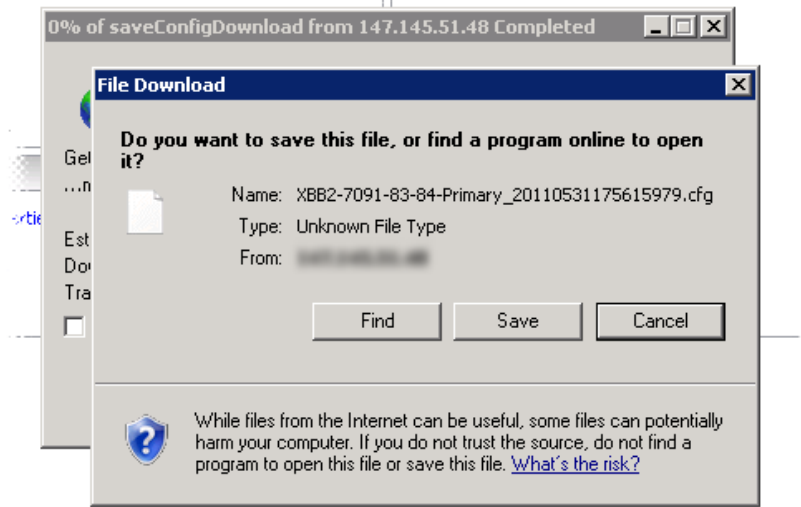 0% of saveConfigDownload from 147.145.51.48 Completed
File Download
Do you want to save this file, or find a program online to open
it?
Get
...n
rtie
Name: XBB2-7091-83-84-Primary_20110531175615979.cfg
Type: Unknown File Type
From:
Est
Do
Tra
Find Save Cancel
While files from the Internet can be useful, some files can potentially
harm your computer. If you do not trust the source, do not find a
program to open this file or save this file. What's the risk?